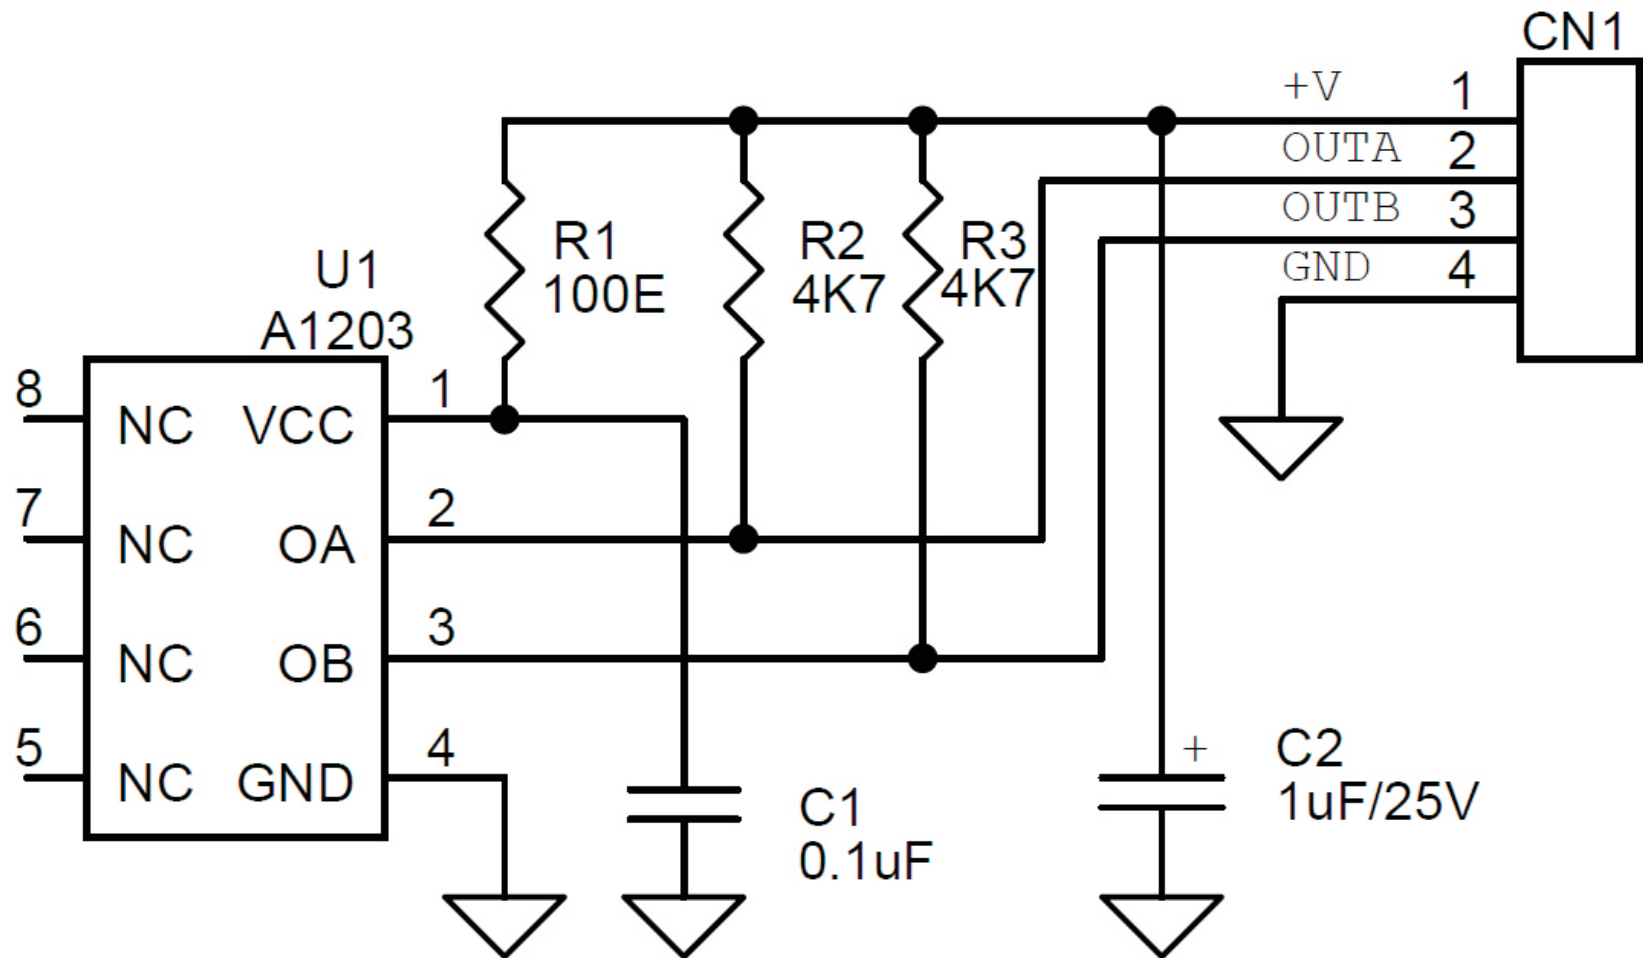 CN1
+V 1
OUTA 2
OUTB 3
GND 4
R1
100E
R2
4K7
R3
4K7
U1
A1203
8 NC VCC 1
7 NC OA 2
6 NC OB 3
5 NC GND 4
C1
0.1uF
+
C2
1uF/25V